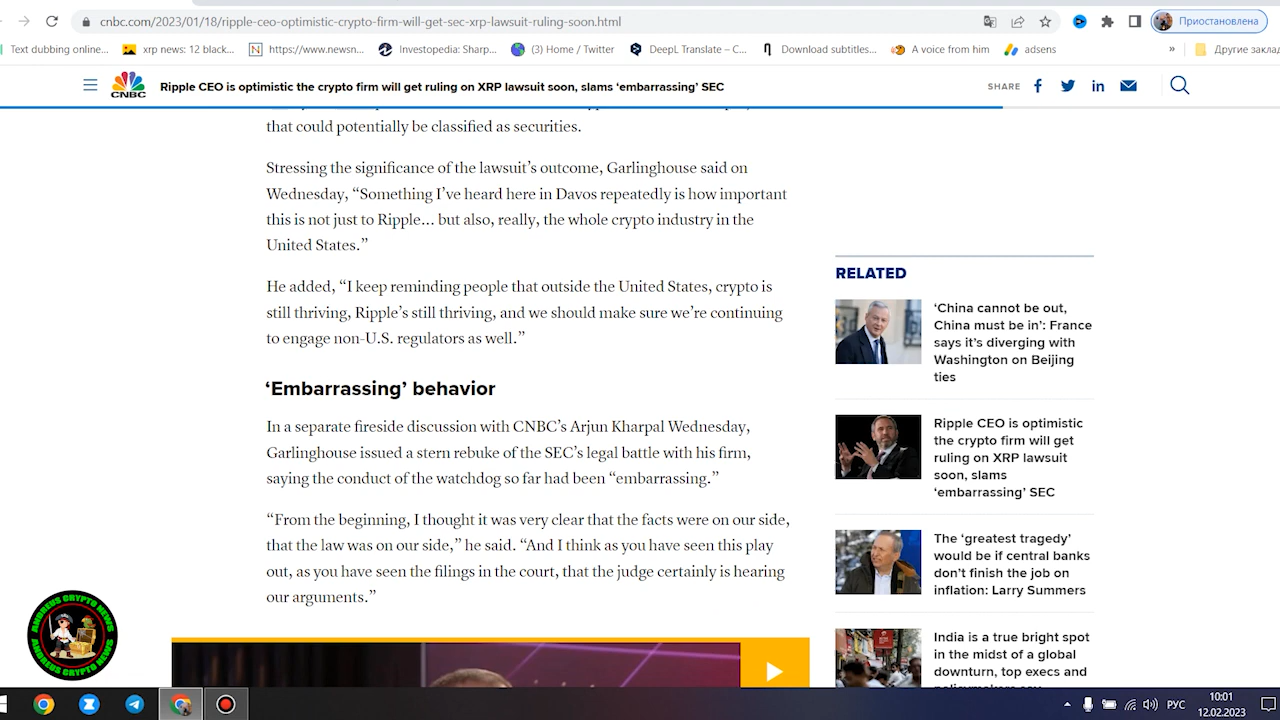 cnbc.com/2023/01/18/ripple-ceo-optimistic-crypto-firm-will-get-sec-xrp-lawsuit-ruling-soon.html
Приостановлена
Text dubbing online...
xrp news: 12 black...
https://www.newsn...
Investopedia: Sharp...
(3) Home / Twitter
DeepL Translate – C...
Download subtitles...
A voice from him
adsens
»
Другие закла
CNBC
Ripple CEO is optimistic the crypto firm will get ruling on XRP lawsuit soon, slams ‘embarrassing’ SEC
SHARE
that could potentially be classified as securities.
Stressing the significance of the lawsuit’s outcome, Garlinghouse said on
Wednesday, “Something I’ve heard here in Davos repeatedly is how important
this is not just to Ripple… but also, really, the whole crypto industry in the
United States.”
He added, “I keep reminding people that outside the United States, crypto is
still thriving, Ripple’s still thriving, and we should make sure we’re continuing
to engage non-U.S. regulators as well.”
‘Embarrassing’ behavior
In a separate fireside discussion with CNBC’s Arjun Kharpal Wednesday,
Garlinghouse issued a stern rebuke of the SEC’s legal battle with his firm,
saying the conduct of the watchdog so far had been “embarrassing.”
“From the beginning, I thought it was very clear that the facts were on our side,
that the law was on our side,” he said. “And I think as you have seen this play
out, as you have seen the filings in the court, that the judge certainly is hearing
our arguments.”
RELATED
‘China cannot be out,
China must be in’: France
says it’s diverging with
Washington on Beijing
ties
Ripple CEO is optimistic
the crypto firm will get
ruling on XRP lawsuit
soon, slams
‘embarrassing’ SEC
The ‘greatest tragedy’
would be if central banks
don’t finish the job on
inflation: Larry Summers
India is a true bright spot
in the midst of a global
downturn, top execs and
ANDREUS CRYPTO NEWS
ANDREUS CRYPTO NEWS
РУС
10:01
12.02.2023